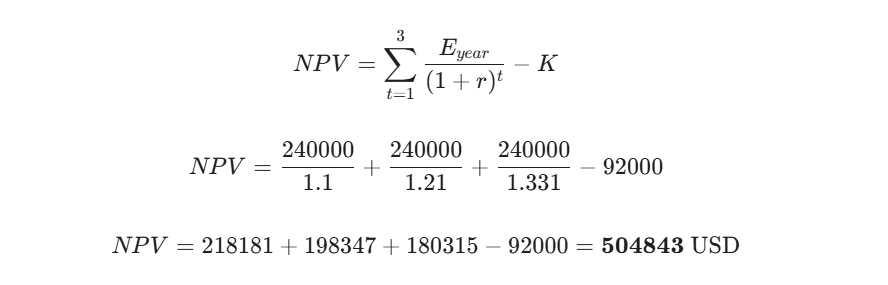 NPV = \sum_{t=1}^{3} \frac{E_{year}}{(1 + r)^t} − K
NPV = \frac{240000}{1.1} + \frac{240000}{1.21} + \frac{240000}{1.331} − 92000
NPV = 218181 + 198347 + 180315 − 92000 = 504843 USD